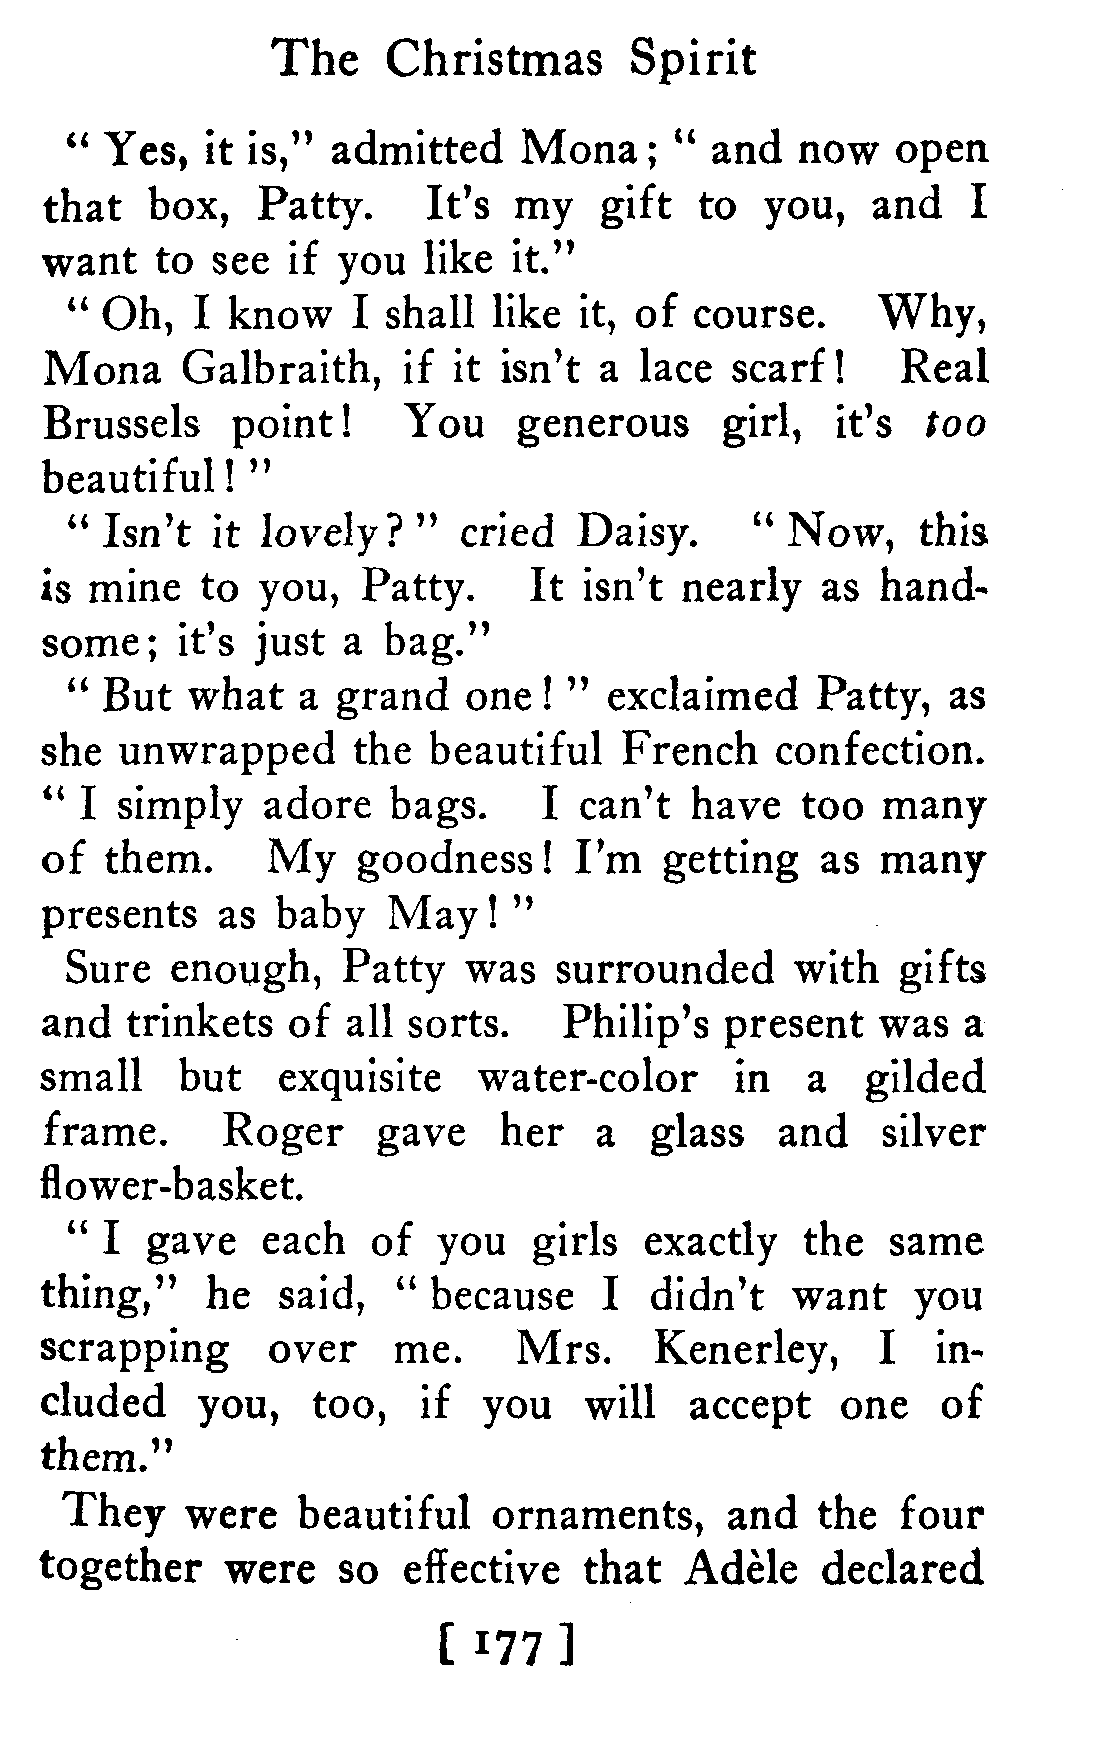 The Christmas Spirit
“ Yes, it is,” admitted Mona ; “ and now open
that box, Patty. It's my gift to you, and I
want to see if you like it.”
“ Oh, I know I shall like it, of course. Why,
Mona Galbraith, if it isn't a lace scarf ! Real
Brussels point ! You generous girl, it's too
beautiful ! ”
“ Isn't it lovely ? ” cried Daisy. “ Now, this
is mine to you, Patty. It isn't nearly as hand-
some ; it's just a bag.”
“ But what a grand one ! ” exclaimed Patty, as
she unwrapped the beautiful French confection.
“ I simply adore bags. I can't have too many
of them. My goodness ! I'm getting as many
presents as baby May ! ”
Sure enough, Patty was surrounded with gifts
and trinkets of all sorts. Philip's present was a
small but exquisite water-color in a gilded
frame. Roger gave her a glass and silver
flower-basket.
“ I gave each of you girls exactly the same
thing,” he said, “ because I didn't want you
scrapping over me. Mrs. Kenerley, I in-
cluded you, too, if you will accept one of
them.”
They were beautiful ornaments, and the four
together were so effective that Adèle declared
[ 177 ]